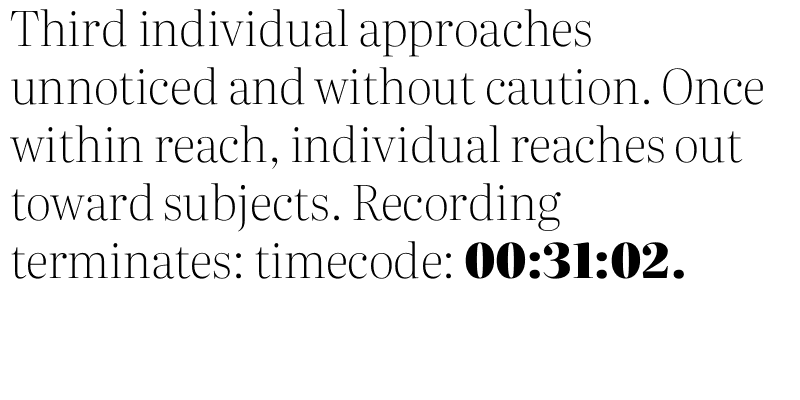 Third individual approaches
unnoticed and without caution. Once
within reach, individual reaches out
toward subjects. Recording
terminates: timecode: 00:31:02.